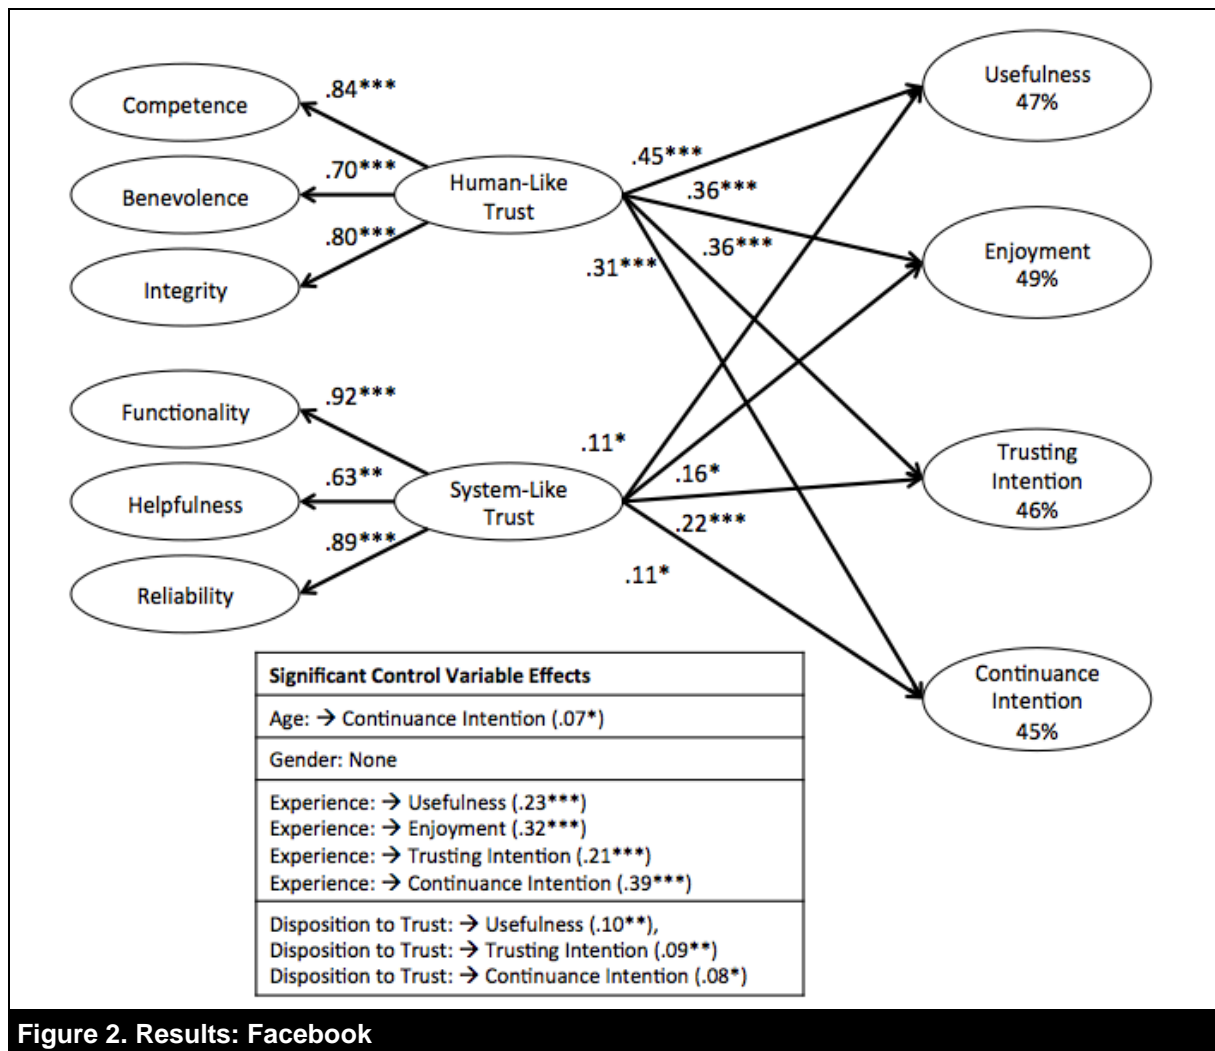 Competence
.84***
Benevolence
.70***
Integrity
.80***
Human-Like
Trust
Functionality
.92***
Helpfulness
.63**
Reliability
.89***
System-Like
Trust
.45***
.36***
.36***
.31***
.11*
.16*
.22***
.11*
Usefulness
47%
Enjoyment
49%
Trusting
Intention
46%
Continuance
Intention
45%
Significant Control Variable Effects
Age: → Continuance Intention (.07*)
Gender: None
Experience: → Usefulness (.23***)
Experience: → Enjoyment (.32***)
Experience: → Trusting Intention (.21***)
Experience: → Continuance Intention (.39***)
Disposition to Trust: → Usefulness (.10**),
Disposition to Trust: → Trusting Intention (.09**)
Disposition to Trust: → Continuance Intention (.08*)
Figure 2. Results: Facebook